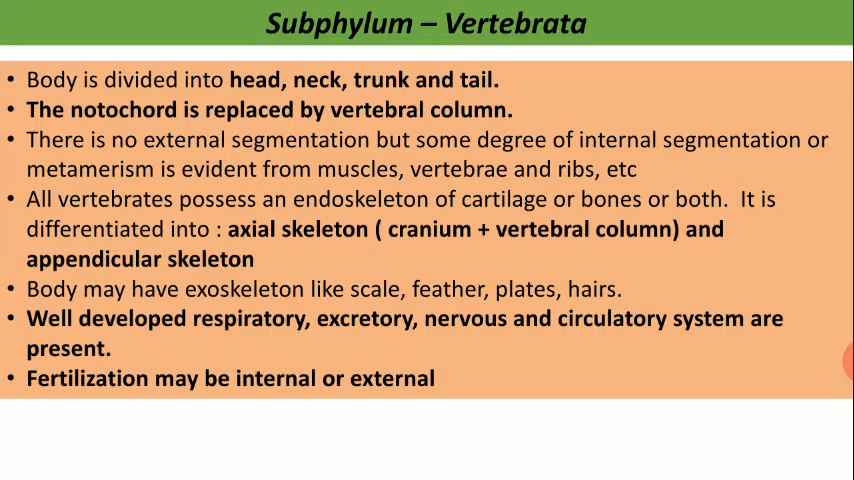 Subphylum – Vertebrata
• Body is divided into head, neck, trunk and tail.
• The notochord is replaced by vertebral column.
• There is no external segmentation but some degree of internal segmentation or
metamerism is evident from muscles, vertebrae and ribs, etc
• All vertebrates possess an endoskeleton of cartilage or bones or both.  It is
differentiated into : axial skeleton ( cranium + vertebral column) and
appendicular skeleton
• Body may have exoskeleton like scale, feather, plates, hairs.
• Well developed respiratory, excretory, nervous and circulatory system are
present.
• Fertilization may be internal or external